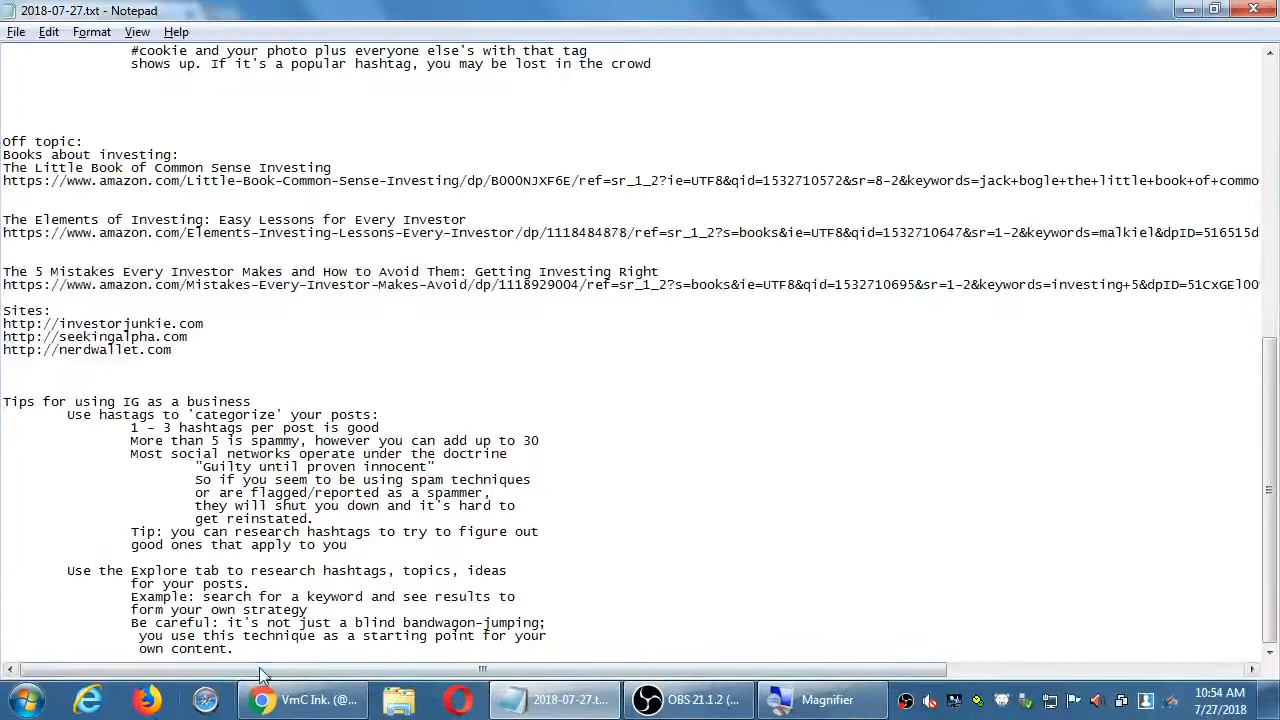 2018-07-27.txt - Notepad
File Edit Format View Help
#cookie and your photo plus everyone else's with that tag
shows up. If it's a popular hashtag, you may be lost in the crowd
Off topic:
Books about investing:
The Little Book of Common Sense Investing
https://www.amazon.com/Little-Book-Common-Sense-Investing/dp/B000NJXF6E/ref=sr_1_2?ie=UTF8&qid=1532710572&sr=8-2&keywords=jack+bogle+the+little+book+of+commo
The Elements of Investing: Easy Lessons for Every Investor
https://www.amazon.com/Elements-Investing-Lessons-Every-Investor/dp/1118484878/ref=sr_1_2?s=books&ie=UTF8&qid=1532710647&sr=1-2&keywords=malkiel&dpID=516515d
The 5 Mistakes Every Investor Makes and How to Avoid Them: Getting Investing Right
https://www.amazon.com/Mistakes-Every-Investor-Makes-Avoid/dp/1118929004/ref=sr_1_2?s=books&ie=UTF8&qid=1532710695&sr=1-2&keywords=investing+5&dpID=51CxGElO0
Sites:
http://investorjunkie.com
http://seekingalpha.com
http://nerdwallet.com
Tips for using IG as a business
Use hastags to 'categorize' your posts:
1 - 3 hashtags per post is good
More than 5 is spammy, however you can add up to 30
Most social networks operate under the doctrine
"Guilty until proven innocent"
So if you seem to be using spam techniques
or are flagged/reported as a spammer,
they will shut you down and it's hard to
get reinstated.
Tip: you can research hashtags to try to figure out
good ones that apply to you
Use the Explore tab to research hashtags, topics, ideas
for your posts.
Example: search for a keyword and see results to
form your own strategy
Be careful: it's not just a blind bandwagon-jumping;
you use this technique as a starting point for your
own content.
VmC Ink. (@... 2018-07-27.t... OBS 21.1.2 (... Magnifier
10:54 AM
7/27/2018